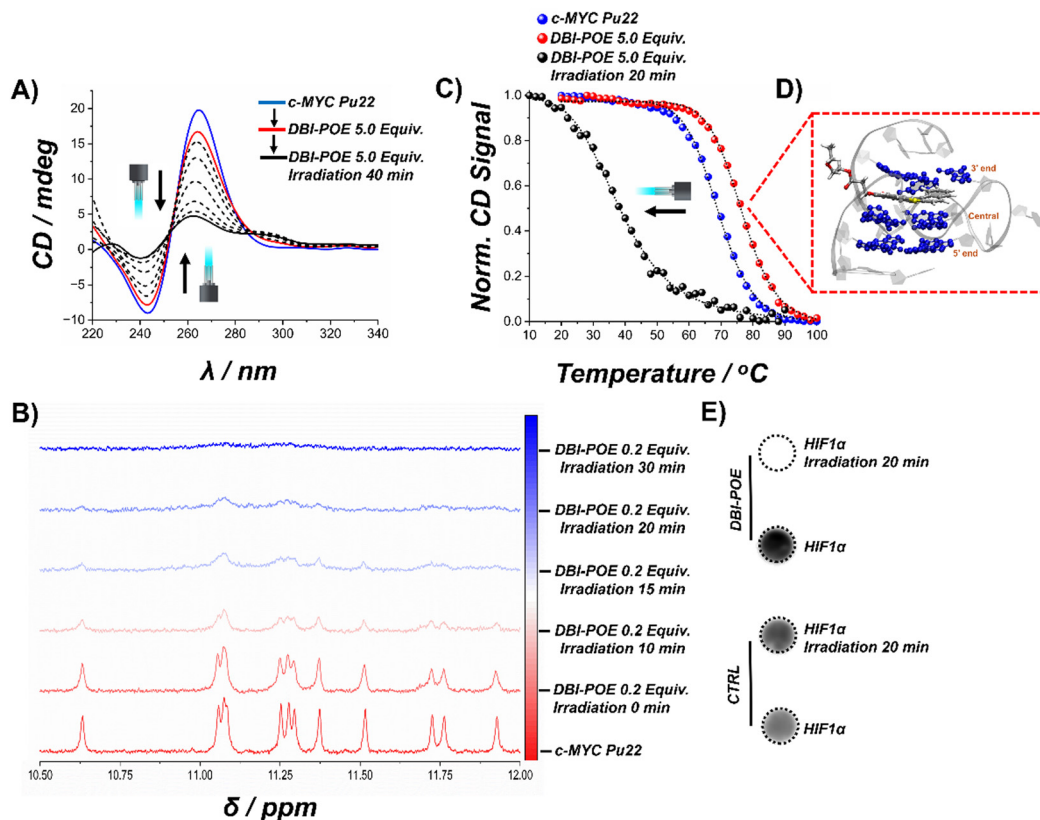 A)
CD / mdeg
20
15
10
5
0
−5
−10
220 240 260 280 300 320 340
λ / nm
c-MYC Pu22
DBI-POE 5.0 Equiv.
DBI-POE 5.0 Equiv.
Irradiation 40 min
c-MYC Pu22
DBI-POE 5.0 Equiv.
DBI-POE 5.0 Equiv.
Irradiation 20 min
C)
Norm. CD Signal
1.0
0.8
0.6
0.4
0.2
0.0
10 20 30 40 50 60 70 80 90 100
Temperature / °C
D)
3' end
Central
5' end
B)
DBI-POE 0.2 Equiv.
Irradiation 30 min
DBI-POE 0.2 Equiv.
Irradiation 20 min
DBI-POE 0.2 Equiv.
Irradiation 15 min
DBI-POE 0.2 Equiv.
Irradiation 10 min
DBI-POE 0.2 Equiv.
Irradiation 0 min
c-MYC Pu22
10.50 10.75 11.00 11.25 11.50 11.75 12.00
δ / ppm
E)
DBI-POE
HIF1α
Irradiation 20 min
HIF1α
CTRL
HIF1α
Irradiation 20 min
HIF1α